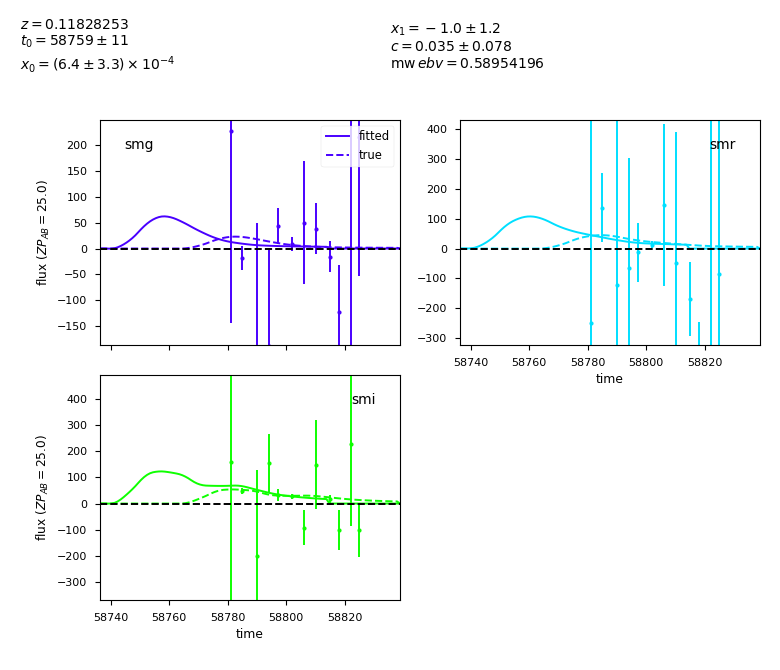 z = 0.11828253
t₀ = 58759 ± 11
x₀ = (6.4 ± 3.3) × 10⁻⁴
x₁ = −1.0 ± 1.2
c = 0.035 ± 0.078
mw ebv = 0.58954196
smg
fitted
true
200
150
100
50
0
−50
−100
−150
flux (ZP_AB = 25.0)
smr
400
300
200
100
0
−100
−200
−300
58740 58760 58780 58800 58820
time
smi
400
300
200
100
0
−100
−200
−300
flux (ZP_AB = 25.0)
58740 58760 58780 58800 58820
time